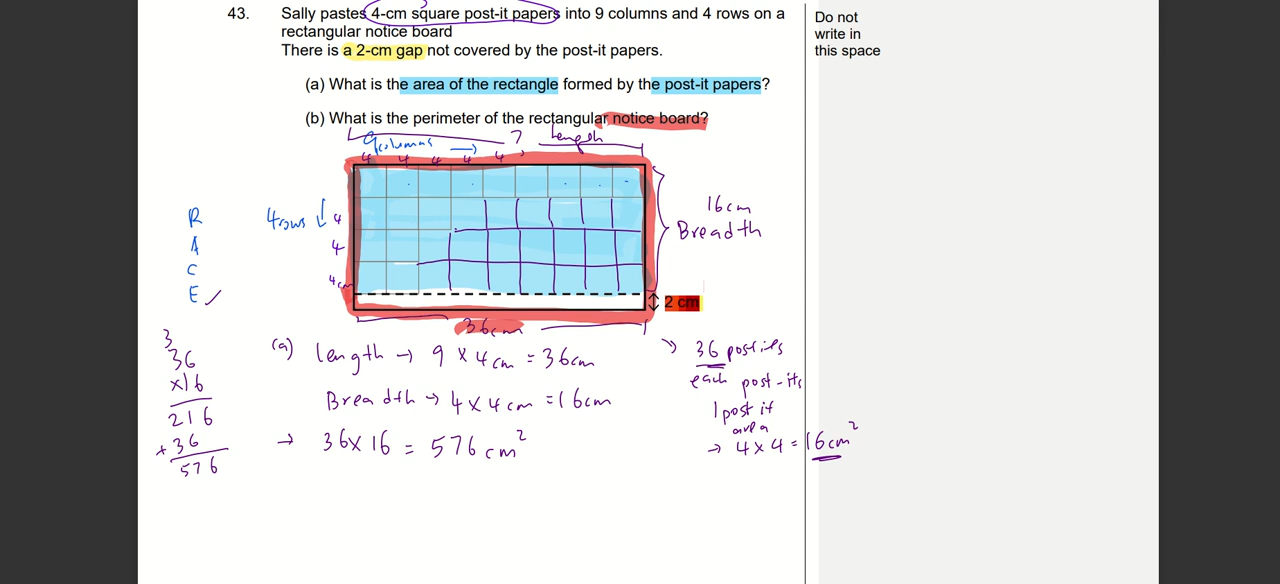 43. Sally pastes 4-cm square post-it papers into 9 columns and 4 rows on a
rectangular notice board
There is a 2-cm gap not covered by the post-it papers.
(a) What is the area of the rectangle formed by the post-it papers?
(b) What is the perimeter of the rectangular notice board?
Do not
write in
this space
? Length
9 columns →
4 4 4 4 4
4 rows ↓ 4
4
4cm
16cm
Breadth
R
A
C
E ✓
2 cm
36cm
(a) Length → 9 x 4cm = 36cm
Breadth → 4 x 4cm = 16cm
→ 36 x 16 = 576 cm²
3
36
x16
216
+36
576
36 post its
each post-its
1 post it
area
→ 4 x 4 = 16cm²